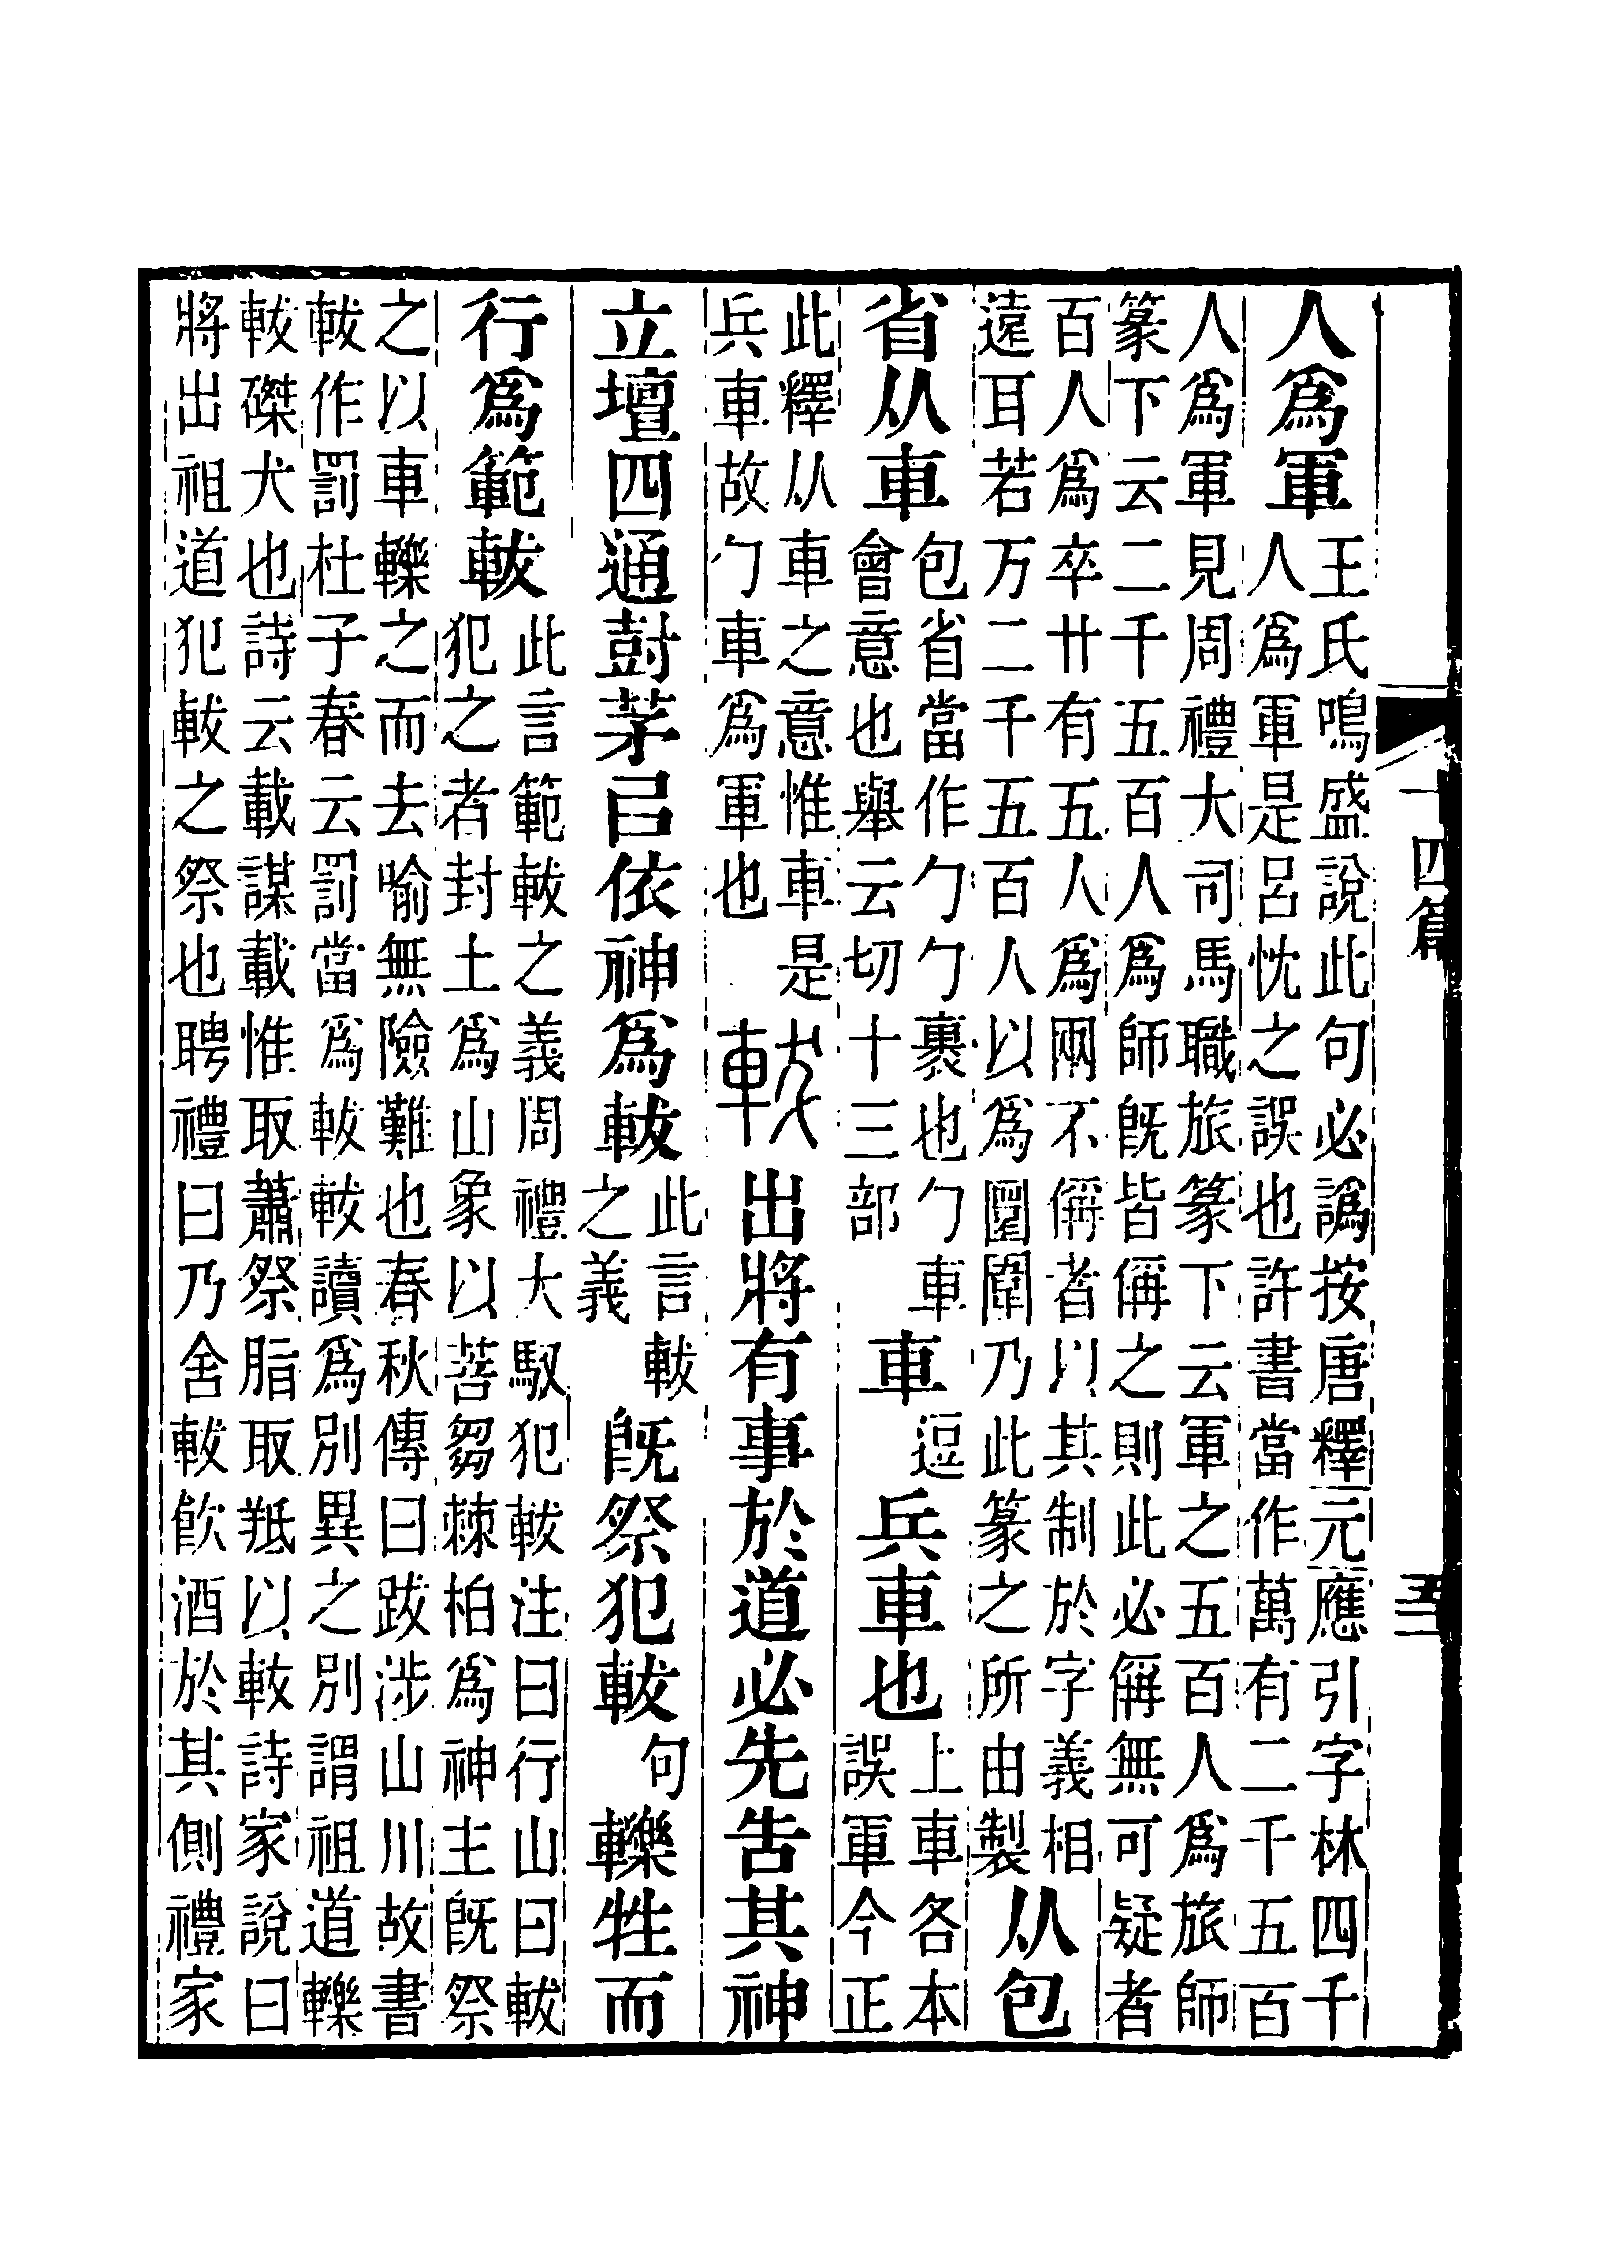 人爲軍王氏鳴盛說此句必譌按唐釋元應引字林四千
人爲軍是呂忱之誤也許書當作萬有二千五百
人爲軍見周禮大司馬職旅篆下云軍之五百人爲旅師
篆下云二千五百人爲師旣皆偁之則此必偁無可疑者
百人爲卒廿有五人爲兩不偁者以其制於字義相
遠耳若万二千五百人以爲圜圍乃此篆之所由製从包
省从車包省當作勹勹裹也勹車
會意也舉云切十三部
車逗兵車也上車各本
誤軍今正
此釋从車之意惟車是
兵車故勹車爲軍也
軷出將有事於道必先告其神
立壇四通尌茅㠯依神爲軷此言軷
之義
旣祭犯軷句轢牲而
行爲範軷此言範軷之義周禮大馭犯軷注曰行山曰軷
犯之者封土爲山象以菩芻棘柏爲神主旣祭
之以車轢之而去喻無險難也春秋傳曰跋涉山川故書
軷作罰杜子春云罰當爲軷軷讀爲別異之別謂祖道轢
軷磔犬也詩云載謀載惟取蕭祭脂取羝以軷詩家說曰
將出祖道犯軷之祭也聘禮曰乃舍軷飮酒於其側禮家
十四篇